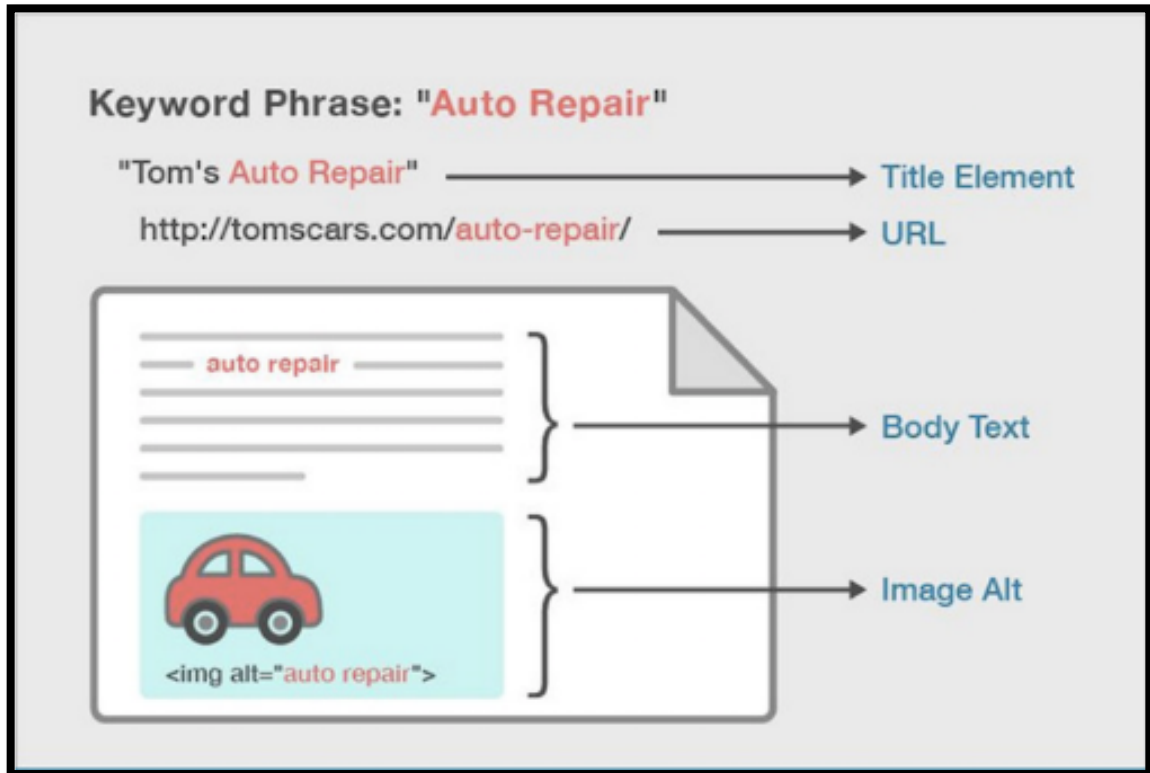 Keyword Phrase: "Auto Repair"
"Tom's Auto Repair"
Title Element
http://tomscars.com/auto-repair/
URL
auto repair
Body Text
<img alt="auto repair">
Image Alt